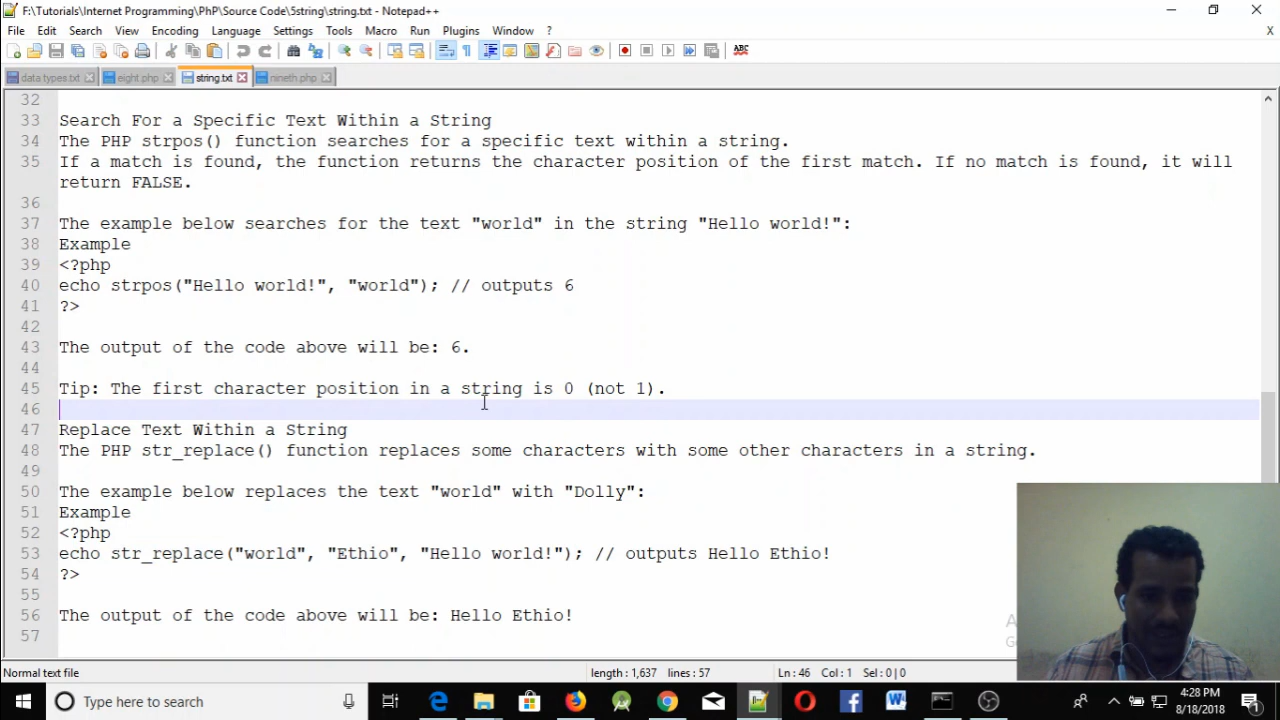 F:\Tutorials\Internet Programming\PhP\Source Code\5string\string.txt - Notepad++
File Edit Search View Encoding Language Settings Tools Macro Run Plugins Window ? X
ABC
data types.txt eight.php string.txt nineth.php
32
33 Search For a Specific Text Within a String
34 The PHP strpos() function searches for a specific text within a string.
35 If a match is found, the function returns the character position of the first match. If no match is found, it will
return FALSE.
36
37 The example below searches for the text "world" in the string "Hello world!":
38 Example
39 <?php
40 echo strpos("Hello world!", "world"); // outputs 6
41 ?>
42
43 The output of the code above will be: 6.
44
45 Tip: The first character position in a string is 0 (not 1).
46
47 Replace Text Within a String
48 The PHP str_replace() function replaces some characters with some other characters in a string.
49
50 The example below replaces the text "world" with "Dolly":
51 Example
52 <?php
53 echo str_replace("world", "Ethio", "Hello world!"); // outputs Hello Ethio!
54 ?>
55
56 The output of the code above will be: Hello Ethio!
57
Normal text file length : 1,637 lines : 57 Ln : 46 Col : 1 Sel : 0 | 0
Type here to search
4:28 PM
8/18/2018